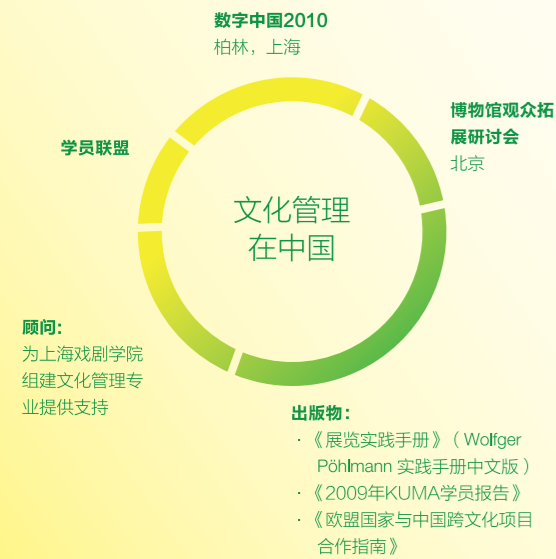 数字中国2010
柏林，上海
博物馆观众拓
展研讨会
北京
学员联盟
文化管理
在中国
顾问：
为上海戏剧学院
组建文化管理专
业提供支持
出版物：
·《展览实践手册》（ Wolfger
Pöhlmann 实践手册中文版 ）
·《2009年KUMA学员报告》
·《欧盟国家与中国跨文化项目
合作指南》